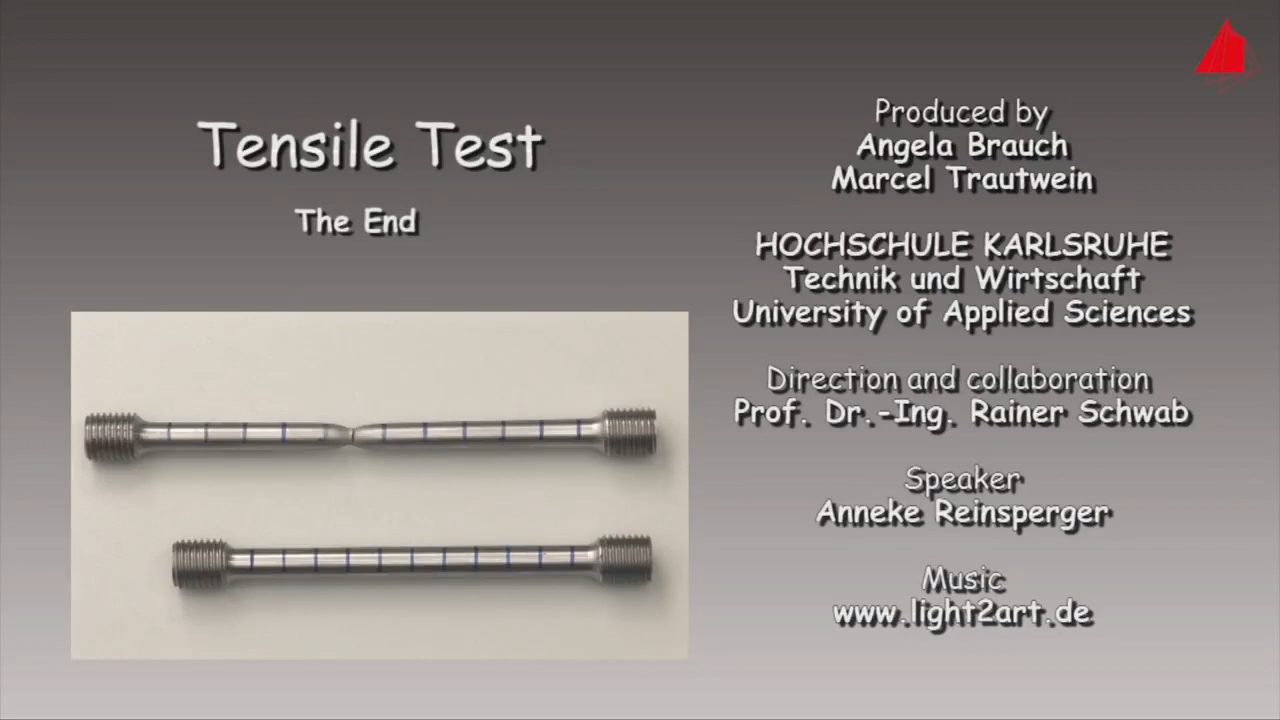 Tensile Test
The End
Produced by
Angela Brauch
Marcel Trautwein
HOCHSCHULE KARLSRUHE
Technik und Wirtschaft
University of Applied Sciences
Direction and collaboration
Prof. Dr.-Ing. Rainer Schwab
Speaker
Anneke Reinsperger
Music
www.light2art.de